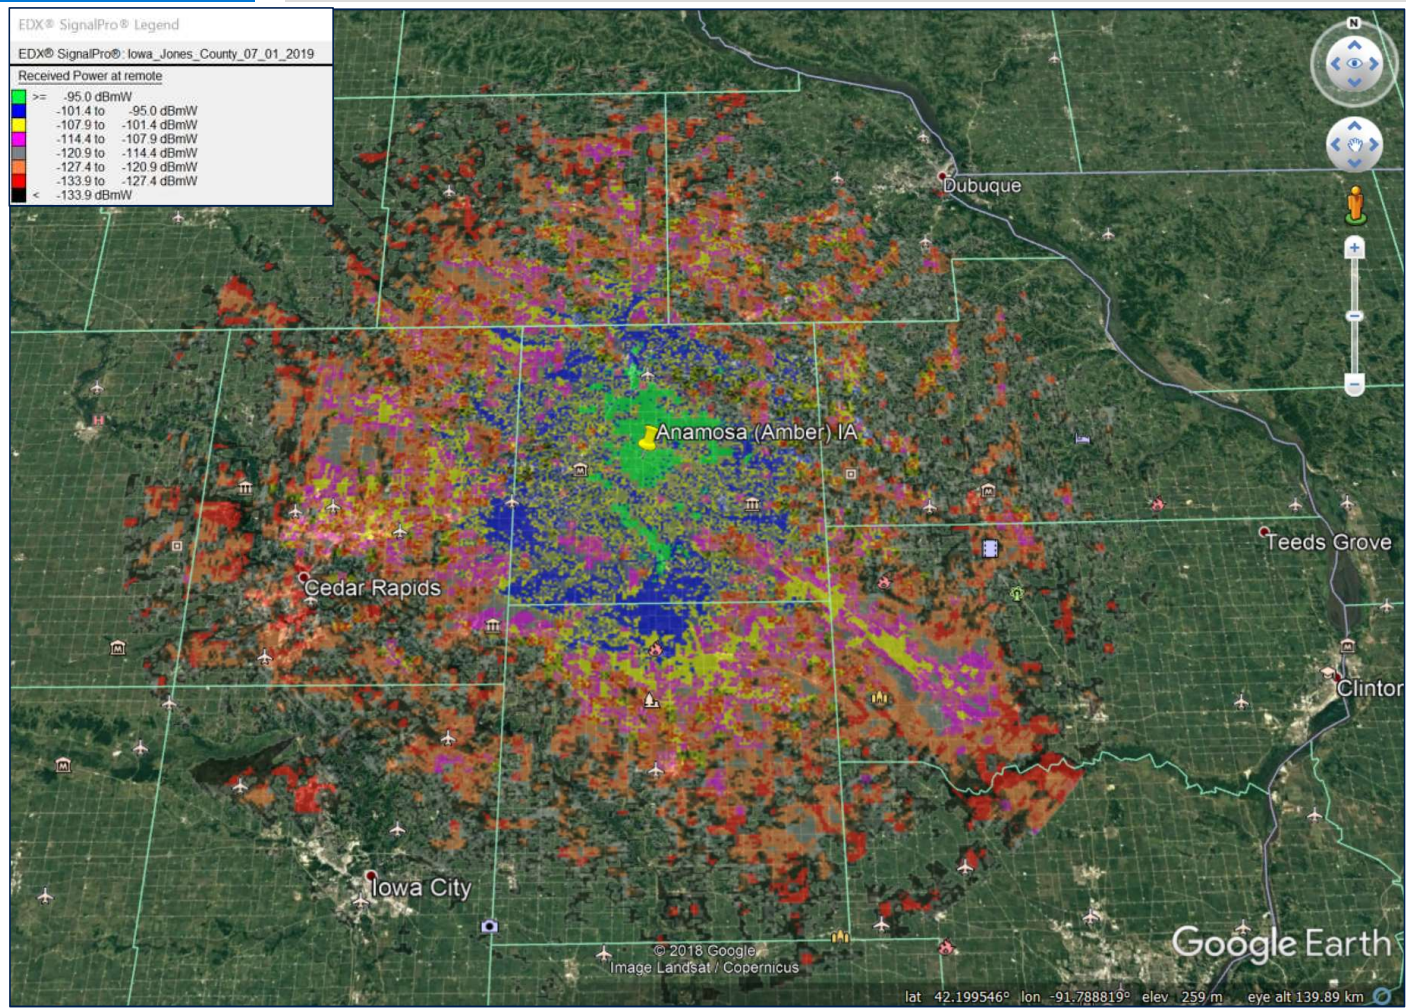 EDX® SignalPro® Legend
EDX® SignalPro®: Iowa_Jones_County_07_01_2019
Received Power at remote
>= -95.0 dBmW
-101.4 to -95.0 dBmW
-107.9 to -101.4 dBmW
-114.4 to -107.9 dBmW
-120.9 to -114.4 dBmW
-127.4 to -120.9 dBmW
-133.9 to -127.4 dBmW
< -133.9 dBmW
N
Dubuque
H
Anamosa (Amber) IA
M
M
Teeds Grove
Cedar Rapids
M
M
Clintor
M
Iowa City
Google Earth
© 2018 Google
Image Landsat / Copernicus
lat 42.199546° lon -91.788819° elev 259 m eye alt 139.89 km